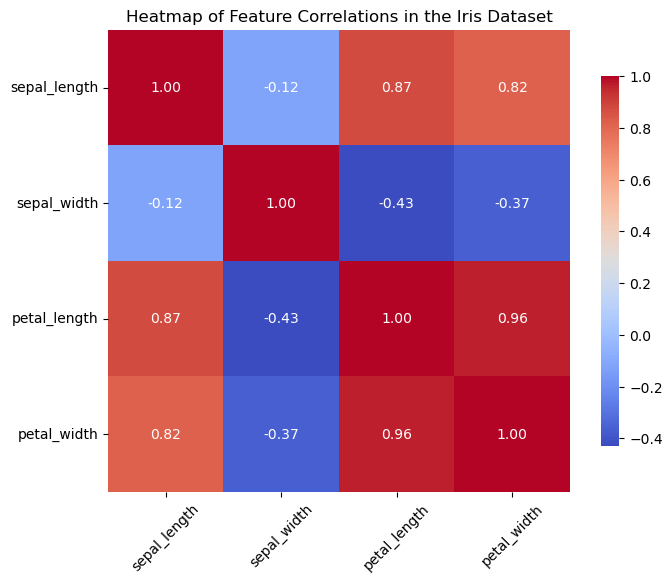 Heatmap of Feature Correlations in the Iris Dataset
sepal_length 1.00 -0.12 0.87 0.82
sepal_width -0.12 1.00 -0.43 -0.37
petal_length 0.87 -0.43 1.00 0.96
petal_width 0.82 -0.37 0.96 1.00
sepal_length sepal_width petal_length petal_width
1.0
0.8
0.6
0.4
0.2
0.0
−0.2
−0.4